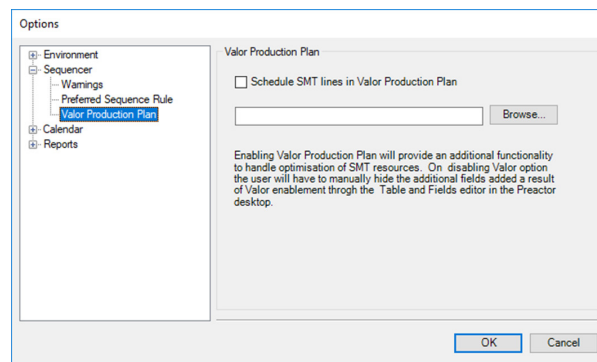 Options
Environment
Sequencer
Warnings
Preferred Sequence Rule
Valor Production Plan
Calendar
Reports
Valor Production Plan
Schedule SMT lines in Valor Production Plan
Browse...
Enabling Valor Production Plan will provide an additional functionality
to handle optimisation of SMT resources. On disabling Valor option
the user will have to manually hide the additional fields added a result
of Valor enablement throgh the Table and Fields editor in the Preactor
desktop.
OK
Cancel